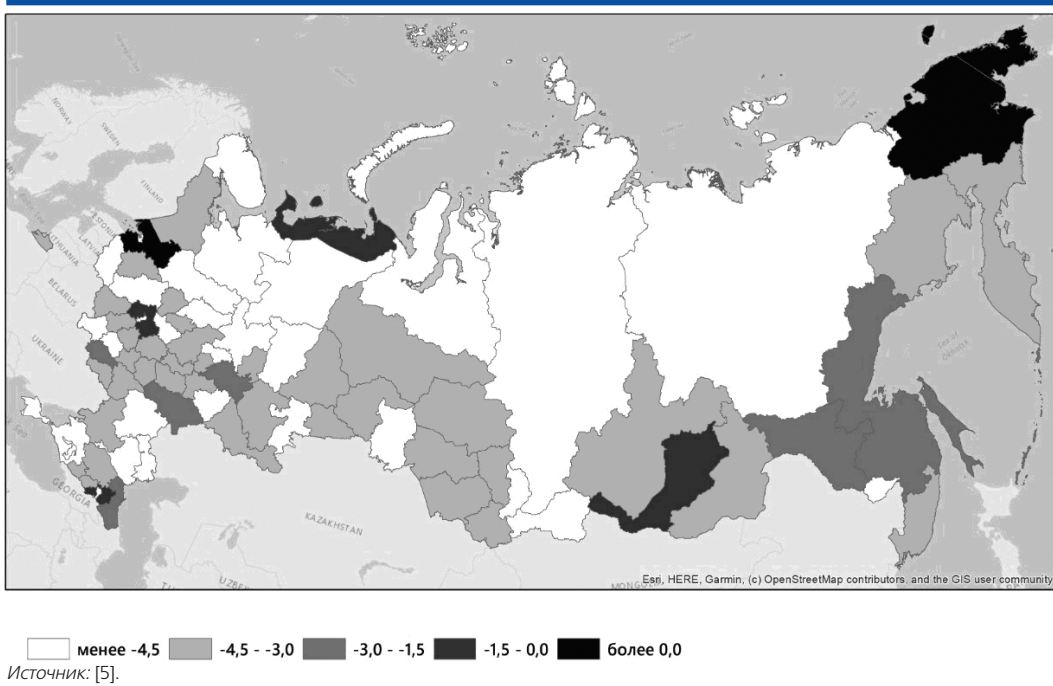 NORWAY
SWEDEN
FINLAND
ESTONIA
LATVIA
LITHUANIA
BELARUS
UKRAINE
GEORGIA
KAZAKHSTAN
Sea of
Okhotsk
Esri, HERE, Garmin, (c) OpenStreetMap contributors, and the GIS user community
менее -4,5 -4,5 - -3,0 -3,0 - -1,5 -1,5 - 0,0 более 0,0
Источник: [5].